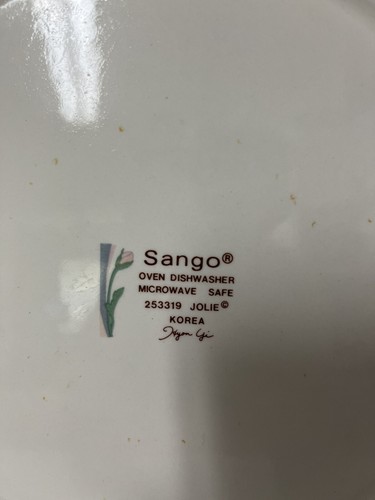 Sango®
OVEN DISHWASHER
MICROWAVE SAFE
253319 JOLIE©
KOREA